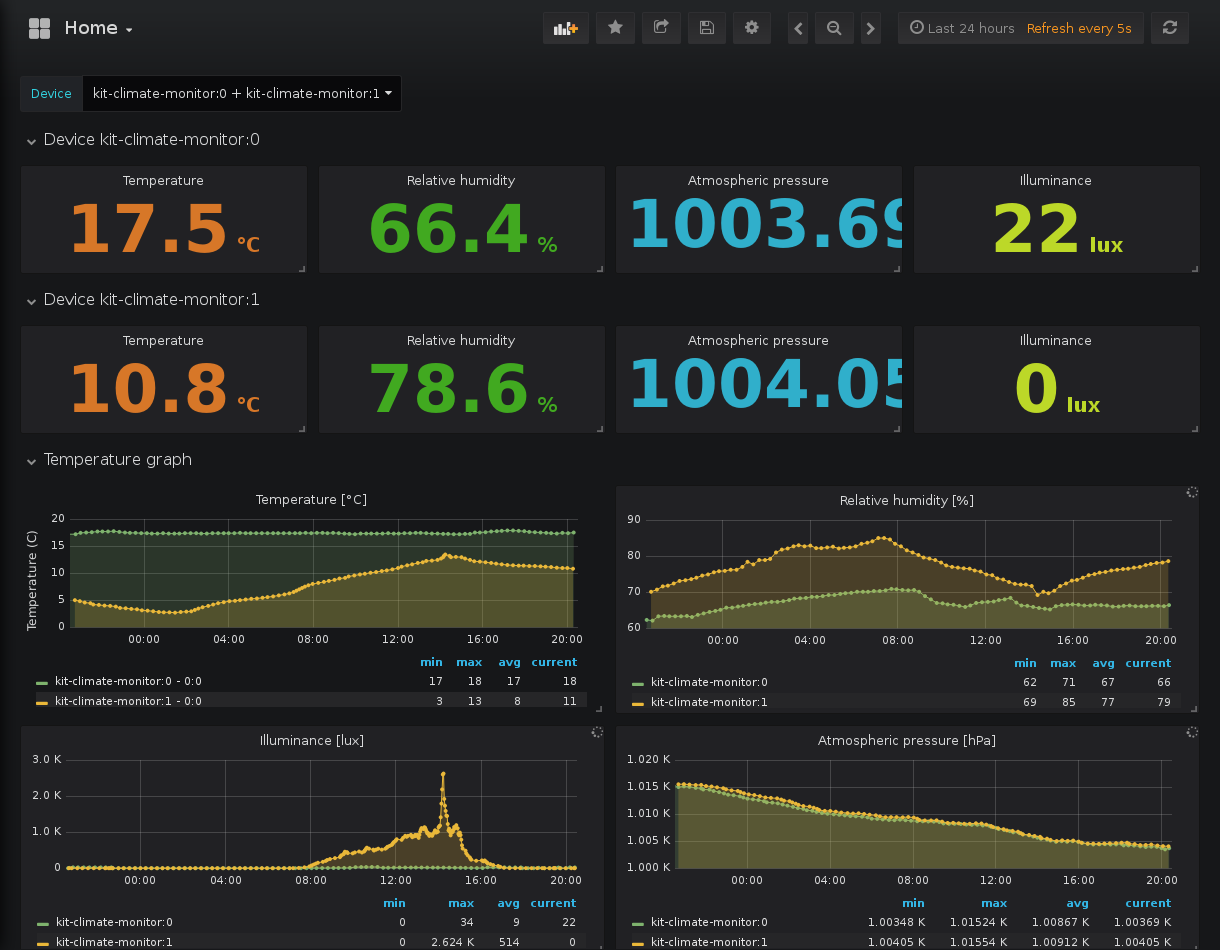 Home
Last 24 hours Refresh every 5s
Device kit-climate-monitor:0 + kit-climate-monitor:1
Device kit-climate-monitor:0
Temperature Relative humidity Atmospheric pressure Illuminance
17.5 °C 66.4 % 1003.69 22 lux
Device kit-climate-monitor:1
Temperature Relative humidity Atmospheric pressure Illuminance
10.8 °C 78.6 % 1004.05 0 lux
Temperature graph
Temperature [°C]
Temperature (C)
20
15
10
5
0
00:00 04:00 08:00 12:00 16:00 20:00
min max avg current
kit-climate-monitor:0 - 0:0 17 18 17 18
kit-climate-monitor:1 - 0:0 3 13 8 11
Relative humidity [%]
90
80
70
60
00:00 04:00 08:00 12:00 16:00 20:00
min max avg current
kit-climate-monitor:0 62 71 67 66
kit-climate-monitor:1 69 85 77 79
Illuminance [lux]
3.0 K
2.0 K
1.0 K
0
00:00 04:00 08:00 12:00 16:00 20:00
min max avg current
kit-climate-monitor:0 0 34 9 22
kit-climate-monitor:1 0 2.624 K 514 0
Atmospheric pressure [hPa]
1.020 K
1.015 K
1.010 K
1.005 K
1.000 K
00:00 04:00 08:00 12:00 16:00 20:00
min max avg current
kit-climate-monitor:0 1.00348 K 1.01524 K 1.00867 K 1.00369 K
kit-climate-monitor:1 1.00405 K 1.01554 K 1.00912 K 1.00405 K